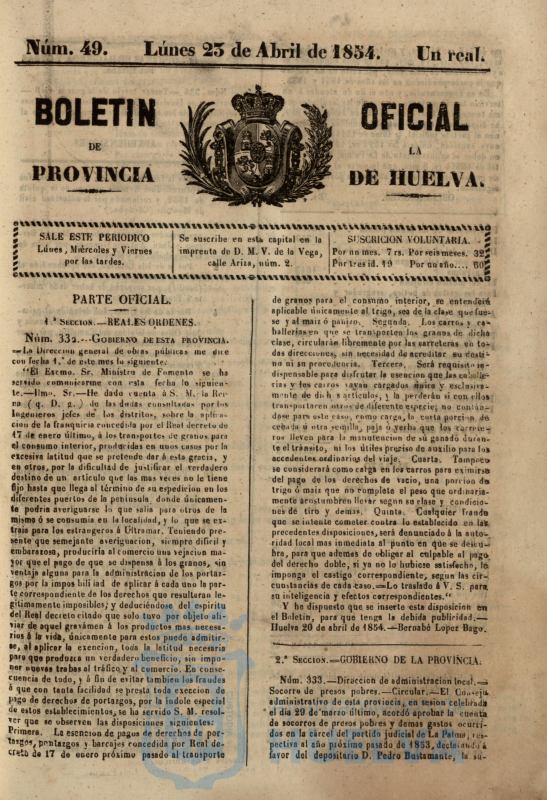 Núm. 49. Lúnes 23 de Abril de 1854. Un real.
BOLETIN OFICIAL
DE LA
PROVINCIA DE HUELVA.
SALE ESTE PERIODICO
Lúnes, Miércoles y Viernes
por las tardes.
Se suscribe en esta capital en la
imprenta de D. M. V. de la Vega,
calle Ariza, núm. 2.
SUSCRICION VOLUNTARIA.
Por un mes. 7 rs. Por seis meses. 32
Por tres id. 19 Por un año.... 60
PARTE OFICIAL.
1.ª SECCION.—REALES ORDENES.
Núm. 332.—GOBIERNO DE ESTA PROVINCIA.
—La Direccion general de obras públicas me dice
con fecha 1.° de este mes lo siguiente:
"El Escmo. Sr. Ministro de Fomento se ha
servido comunicarme con esta fecha lo siguien-
te.—Ilmo. Sr.—He dado cuenta á S. M. la Rei-
na (q. D. g.) de las dudas consultadas por los
Ingenieros jefes de los distritos, sobre la aplica-
cion de la franquicia concedida por el Real decreto de
17 de enero último, á los transportes de granos para
el consumo interior, producidas en unos casos por la
excesiva latitud que se pretende dar á esta gracia, y
en otros, por la dificultad de justificar el verdadero
destino de un artículo que las mas veces no le tiene
fijo hasta que llega al término de su espedicion en los
diferentes puertos de la península, donde únicamen-
te podria averiguarse lo que salia para otros de la
misma ó se consumia en la localidad, y lo que se ex-
traia para los estrangeros á Ultramar. Teniendo pre-
sente que semejante averiguacion, siempre dificil y
embarazosa, produciria al comercio una vejacion ma-
yor que el pago de que se dispensa á los granos, sin
ventaja alguna para la administracion de los portaz-
gos por la imposibilidad de aplicar á cada uno la par-
te correspondiente de los derechos que resultaran le-
gítimamente imposibles; y deduciéndose del espíritu
del Real decreto citado que solo tuvo por objeto ali-
viar de aquel gravámen á los productos mas necesa-
rios á la vida, únicamente para estos puede admitir-
se, al aplicar la exencion, toda la latitud necesaria
para que produzca un verdadero beneficio, sin impo-
ner nuevas trabas al tráfico y al comercio. En conse-
cuencia de todo, y á fin de evitar tambien los fraudes
á que con tanta facilidad se presta toda execcion de
pago de derechos de portazgos, por la índole especial
de estos establecimientos, se ha servido S. M. resol-
ver que se observen las disposiciones siguientes:
Primera. La esencion de pagos de derechos de por-
tazgos, pontazgos y barcajes concedida por Real de-
creto de 17 de enero próximo pasado al transporte
de granos para el consumo interior, se entenderá
aplicable únicamente al trigo, sea de la clase que fue-
se y al maiz ó panizo. Segunda. Los carros y ca-
ballerias en que se transporten los granos de dicha
clase, circularán libremente por las carreteras en to-
das direcciones, sin necesidad de acreditar su desti-
no ni su procedencia. Tercera. Será requisito in-
dispensable para disfrutar la esencion que las caballe-
rias y los carros vayan cargados única y esclusiva-
mente de dichos artículos, y la perderán si con ellos
transportaren otros de diferente especie; no contán-
dose para este caso, como carga, la corta porcion de
cebada ú otra semilla, paja ó yerba que los carrete-
ros lleven para la manutencion de su ganado duran-
te el tránsito, ni los útiles preciso de auxilio para los
accedentes ordinarios del viaje. Cuarta. Tampoco
se considerará como carga en los carros para eximirse
del pago de los derechos de vacio, una porcion de
trigo ó maiz que no complete el peso que ordinaria-
mente acostumbren llevar segun su clase y condicio-
nes de tiro y demas. Quinta. Cualquier fraude
que se intente cometer contra lo establecido en las
precedentes disposiciones, será denunciado á la auto-
ridad local mas inmediata al punto en que se descu-
bra, para que ademas de obligar al culpable al pago
del derecho doble, si ya no lo hubiese satisfecho, le
imponga el castigo correspondiente, segun las cir-
cunstancias de cada caso.—Lo traslado á V. S. para
su inteligencia y efectos correspondientes."
Y he dispuesto que se inserte esta disposicion en
el Boletin, para que tenga la debida publicidad.—
Huelva 20 de abril de 1854.—Bernabé Lopez Bago.
2.ª SECCION.—GOBIERNO DE LA PROVINCIA.
Núm. 333.—Direccion de administracion local.—
Socorro de presos pobres.—Circular.—El Consejo
administrativo de esta provincia, en sesion celebrada
el dia 29 de marzo último, acordó aprobar la cuenta
de socorros de presos pobres y demas gastos ocurri-
dos en la cárcel del partido judicial de La Palma, res-
pectiva al año próximo pasado de 1853, declarando á
favor del depositario D. Pedro Bustamante, la su-